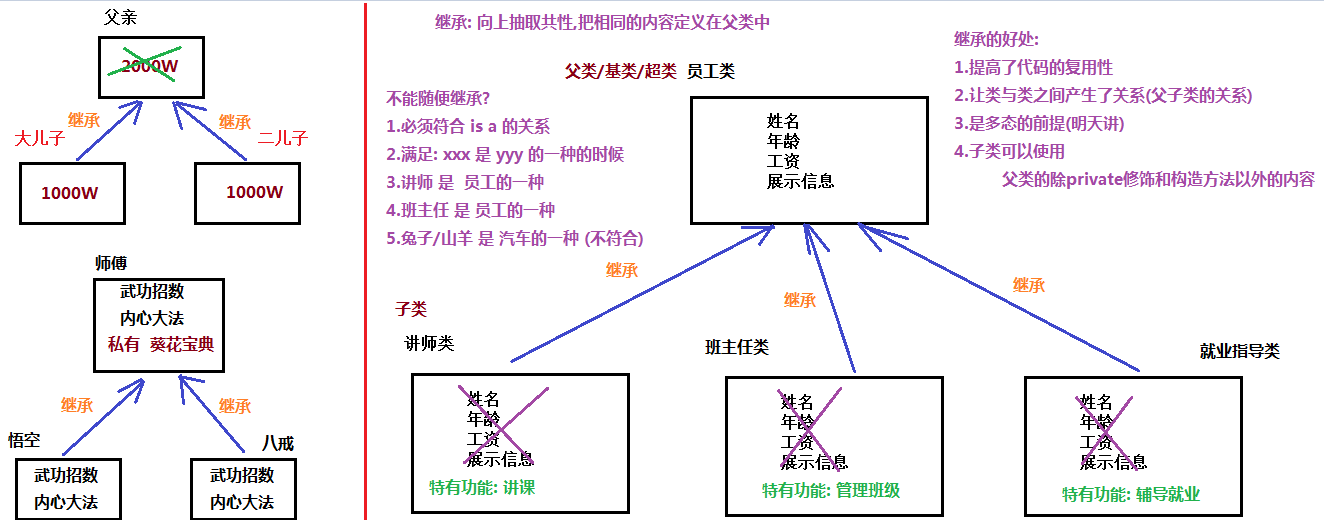 父亲
2000W
继承
继承
大儿子
二儿子
1000W
1000W
师傅
武功招数
内心大法
私有 葵花宝典
继承
继承
悟空
八戒
武功招数
内心大法
武功招数
内心大法
继承: 向上抽取共性,把相同的内容定义在父类中
父类/基类/超类 员工类
不能随便继承?
1.必须符合 is a 的关系
2.满足: xxx 是 yyy 的一种的时候
3.讲师 是 员工的一种
4.班主任 是 员工的一种
5.兔子/山羊 是 汽车的一种 (不符合)
姓名
年龄
工资
展示信息
继承的好处:
1.提高了代码的复用性
2.让类与类之间产生了关系(父子类的关系)
3.是多态的前提(明天讲)
4.子类可以使用
父类的除private修饰和构造方法以外的内容
继承
继承
继承
子类
讲师类
姓名
年龄
工资
展示信息
特有功能: 讲课
班主任类
姓名
年龄
工资
展示信息
特有功能: 管理班级
就业指导类
姓名
年龄
工资
展示信息
特有功能: 辅导就业